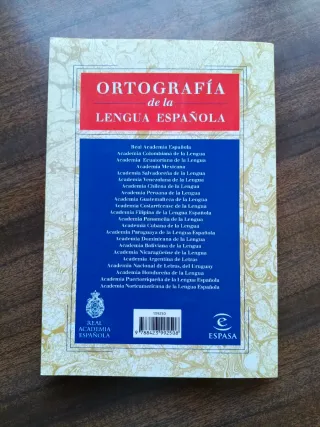 ORTOGRAFÍA
de la
LENGUA ESPAÑOLA
Real Academia Española
Academia Colombiana de la Lengua
Academia Ecuatoriana de la Lengua
Academia Mexicana
Academia Salvadoreña de la Lengua
Academia Venezolana de la Lengua
Academia Chilena de la Lengua
Academia Peruana de la Lengua
Academia Guatemalteca de la Lengua
Academia Costarricense de la Lengua
Academia Filipina de la Lengua Española
Academia Panameña de la Lengua
Academia Cubana de la Lengua
Academia Paraguaya de la Lengua Española
Academia Dominicana de la Lengua
Academia Boliviana de la Lengua
Academia Nicaragüense de la Lengua
Academia Argentina de Letras
Academia Nacional de Letras, del Uruguay
Academia Hondureña de la Lengua
Academia Puertorriqueña de la Lengua Española
Academia Norteamericana de la Lengua Española
REAL
ACADEMIA
ESPAÑOLA
9 788423 992508
e
ESPASA